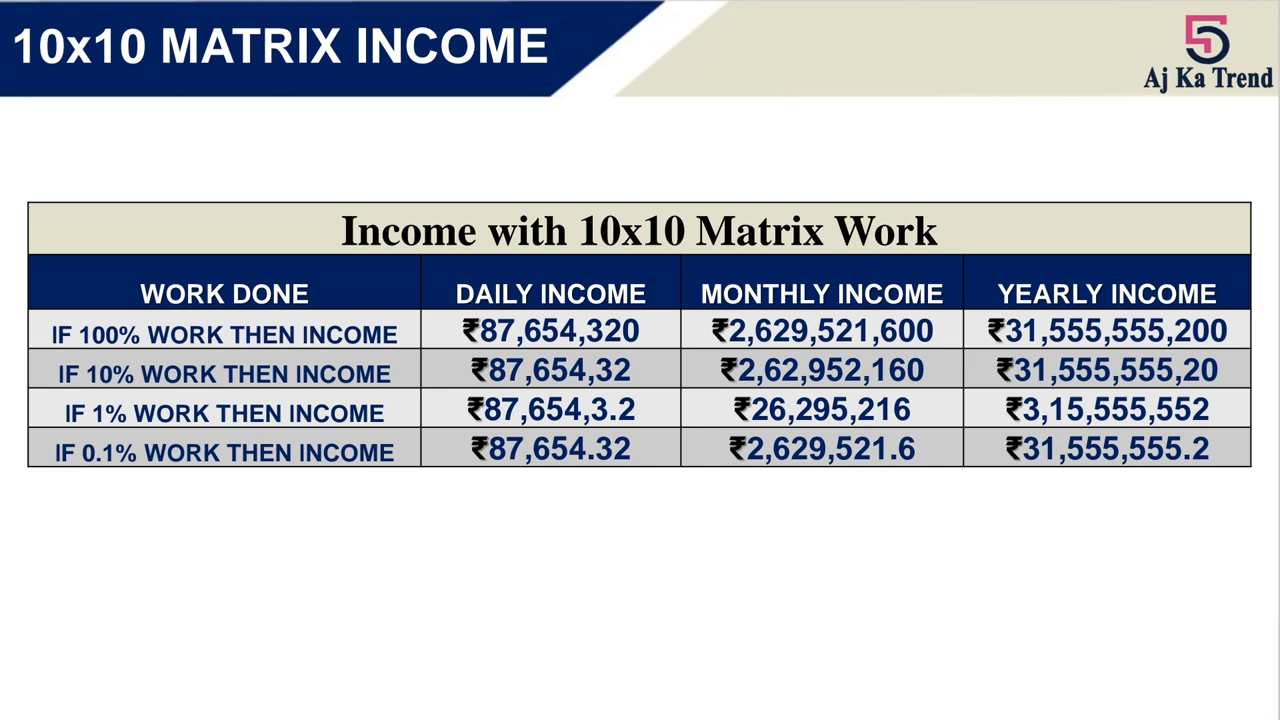 10x10 MATRIX INCOME
Aj Ka Trend
Income with 10x10 Matrix Work
WORK DONE DAILY INCOME MONTHLY INCOME YEARLY INCOME
IF 100% WORK THEN INCOME ₹87,654,320 ₹2,629,521,600 ₹31,555,555,200
IF 10% WORK THEN INCOME ₹87,654,32 ₹2,62,952,160 ₹31,555,555,20
IF 1% WORK THEN INCOME ₹87,654,3.2 ₹26,295,216 ₹3,15,555,552
IF 0.1% WORK THEN INCOME ₹87,654.32 ₹2,629,521.6 ₹31,555,555.2